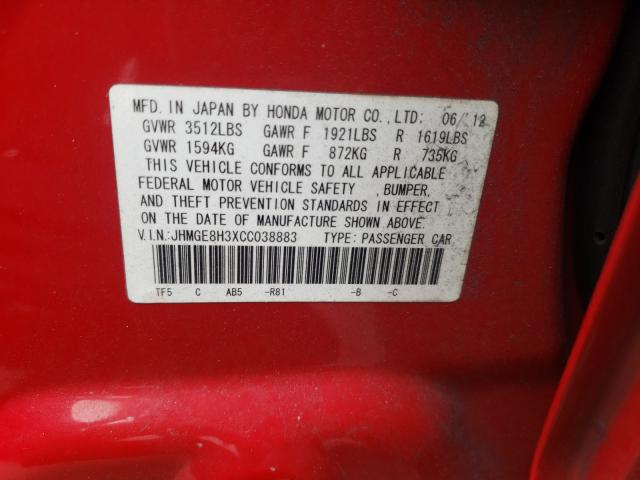 MFD. IN JAPAN BY HONDA MOTOR CO.,LTD: 06/12
GVWR 3512LBS GAWR F 1921LBS R 1619LBS
GVWR 1594KG GAWR F 872KG R 735KG
THIS VEHICLE CONFORMS TO ALL APPLICABLE
FEDERAL MOTOR VEHICLE SAFETY ,BUMPER,
AND THEFT PREVENTION STANDARDS IN EFFECT
ON THE DATE OF MANUFACTURE SHOWN ABOVE.
V.I.N.:JHMGE8H3XCC038883 TYPE: PASSENGER CAR
TF5 C AB5 -R81 -B -C